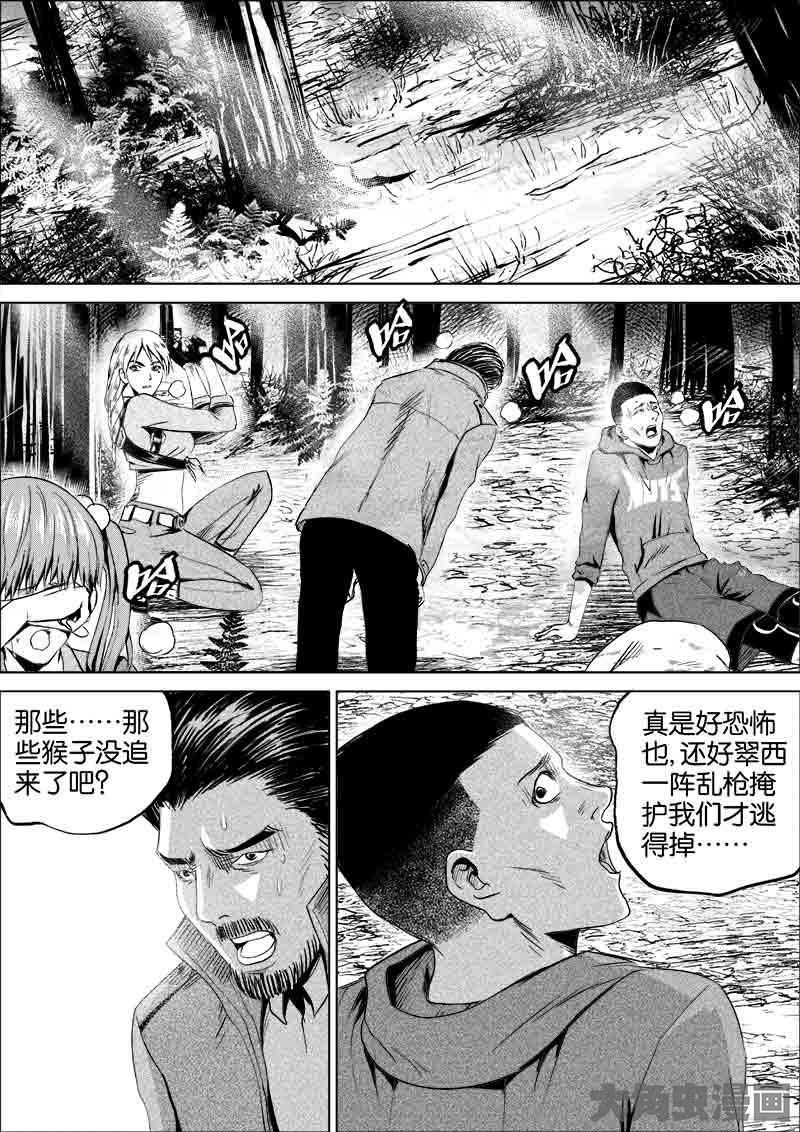 哈
哈
哈
哈
哈
那些……那
些猴子没追
来了吧？
真是好恐怖
也，还好翠西
一阵乱枪掩
护我们才逃
得掉……
大角虫漫画